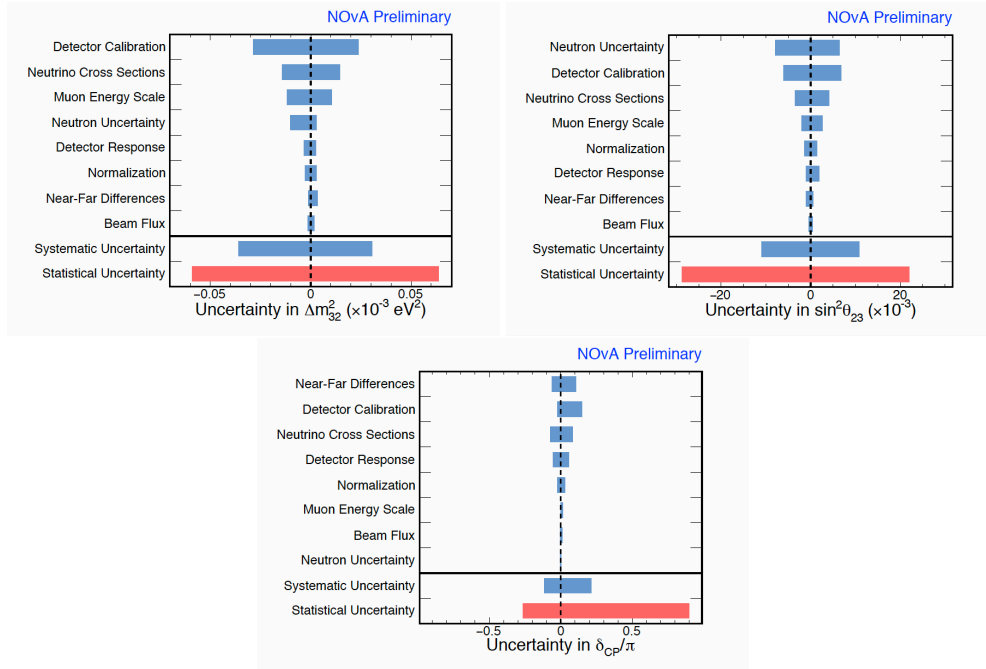 NOvA Preliminary
Detector Calibration
Neutrino Cross Sections
Muon Energy Scale
Neutron Uncertainty
Detector Response
Normalization
Near-Far Differences
Beam Flux
Systematic Uncertainty
Statistical Uncertainty
−0.05 0 0.05
Uncertainty in Δm²₃₂ (×10⁻³ eV²)
NOvA Preliminary
Neutron Uncertainty
Detector Calibration
Neutrino Cross Sections
Muon Energy Scale
Normalization
Detector Response
Near-Far Differences
Beam Flux
Systematic Uncertainty
Statistical Uncertainty
−20 0 20
Uncertainty in sin²θ₂₃ (×10⁻³)
NOvA Preliminary
Near-Far Differences
Detector Calibration
Neutrino Cross Sections
Detector Response
Normalization
Muon Energy Scale
Beam Flux
Neutron Uncertainty
Systematic Uncertainty
Statistical Uncertainty
−0.5 0 0.5
Uncertainty in δCP/π